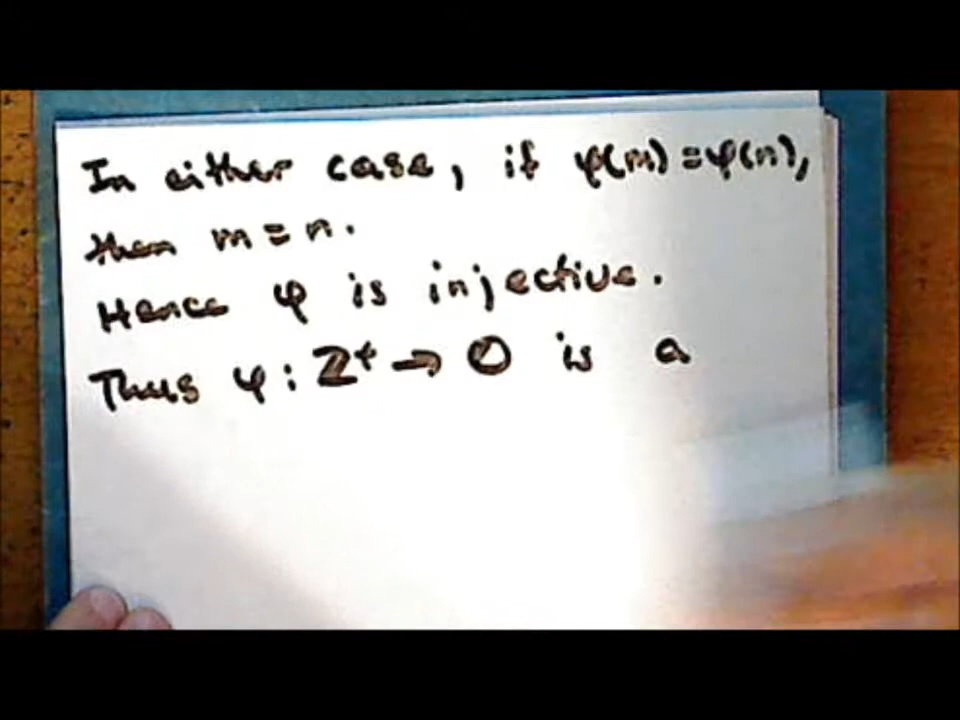 In either case, if φ(m)=φ(n),
then m = n.
Hence φ is injective.
Thus φ: Z⁺ → O is a